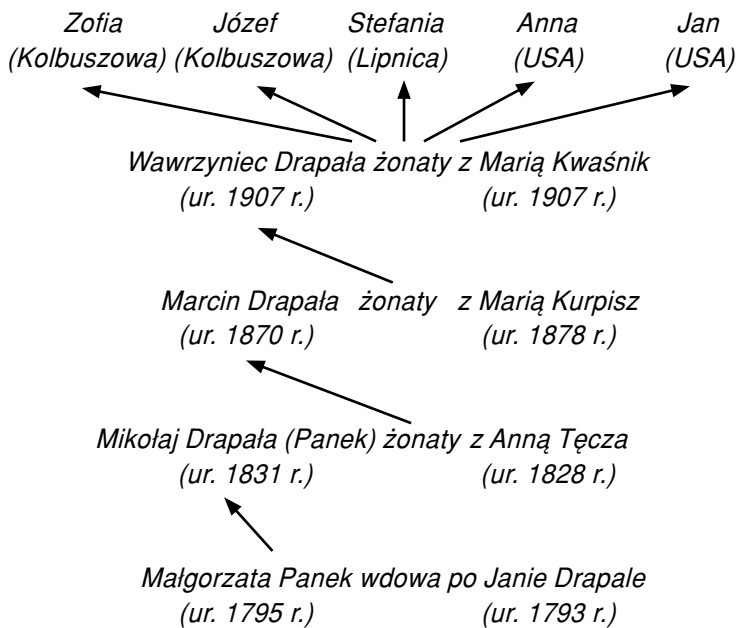 Zofia Józef Stefania Anna Jan
(Kolbuszowa) (Kolbuszowa) (Lipnica) (USA) (USA)
Wawrzyniec Drapała żonaty z Marią Kwaśnik
(ur. 1907 r.) (ur. 1907 r.)
Marcin Drapała żonaty z Marią Kurpisz
(ur. 1870 r.) (ur. 1878 r.)
Mikołaj Drapała (Panek) żonaty z Anną Tęcza
(ur. 1831 r.) (ur. 1828 r.)
Małgorzata Panek wdowa po Janie Drapale
(ur. 1795 r.) (ur. 1793 r.)